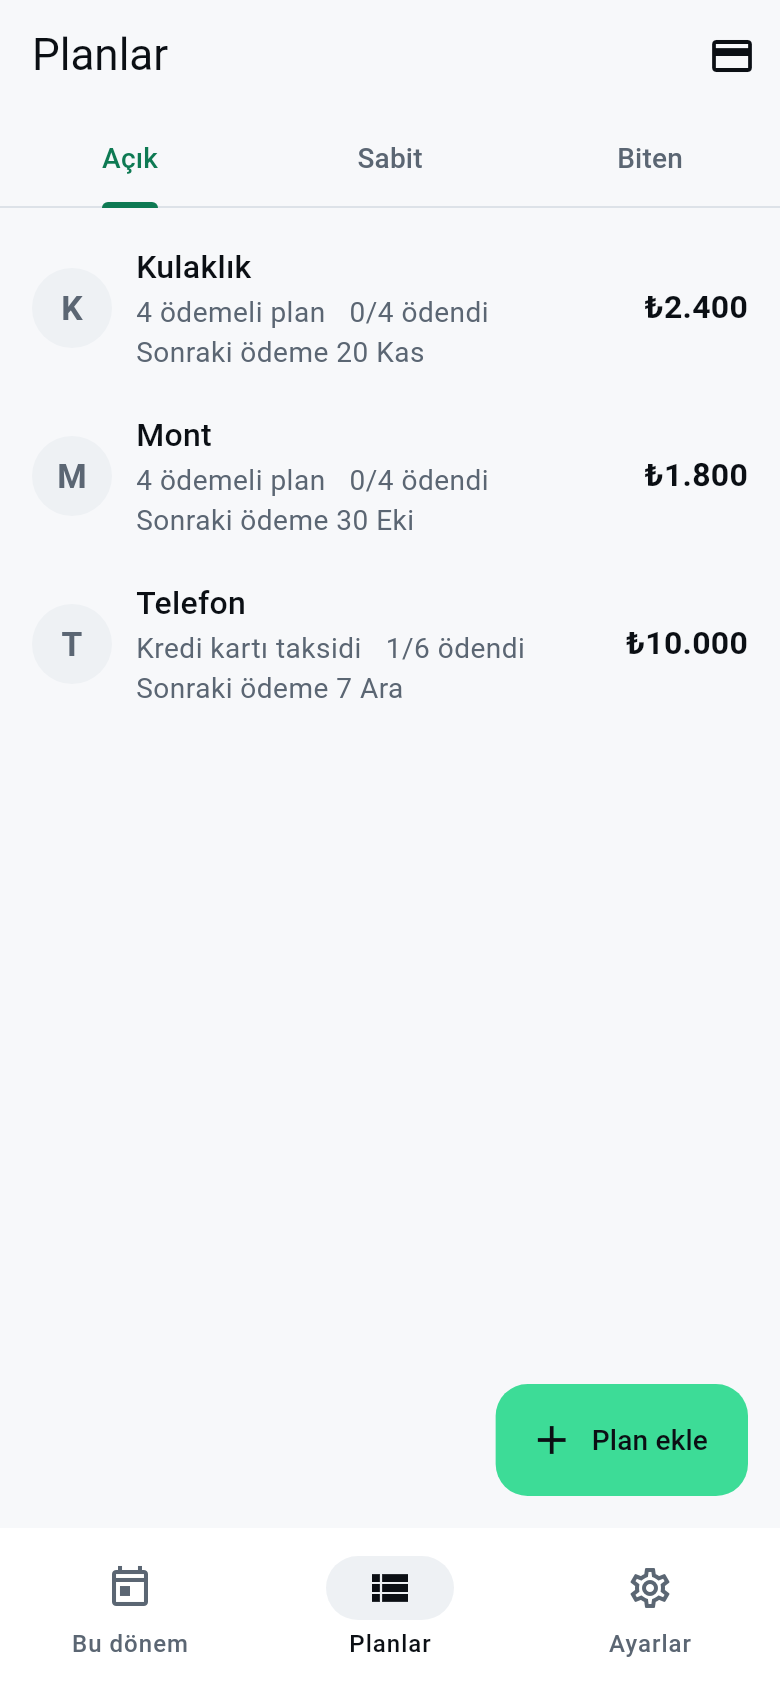 Planlar
Açık
Sabit
Biten
K
Kulaklık
4 ödemeli plan 0/4 ödendi
Sonraki ödeme 20 Kas
₺2.400
M
Mont
4 ödemeli plan 0/4 ödendi
Sonraki ödeme 30 Eki
₺1.800
T
Telefon
Kredi kartı taksidi 1/6 ödendi
Sonraki ödeme 7 Ara
₺10.000
Plan ekle
Bu dönem
Planlar
Ayarlar